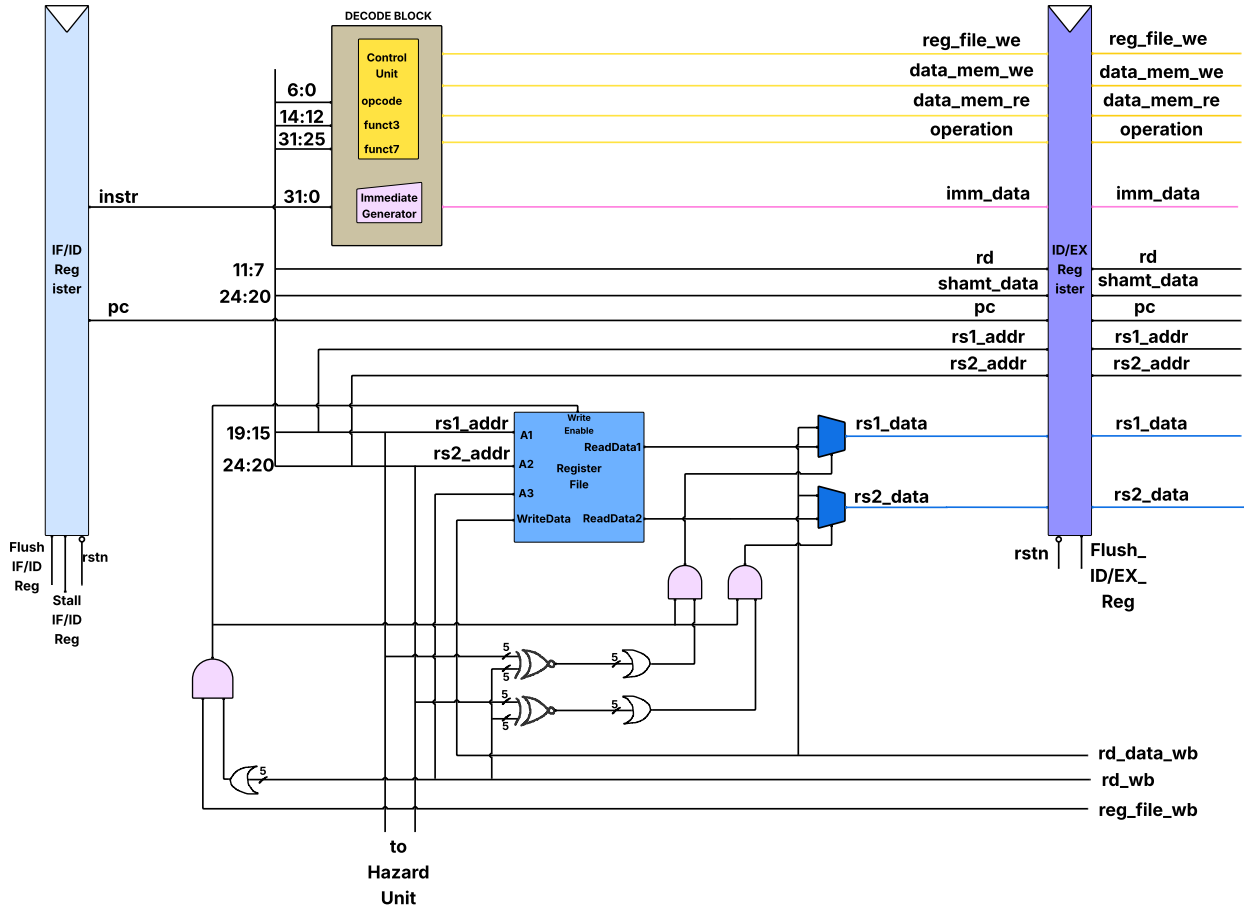 DECODE BLOCK
Control
Unit
opcode
funct3
funct7
6:0
14:12
31:25
31:0
Immediate
Generator
instr
IF/ID
Reg
ister
pc
11:7
24:20
reg_file_we
data_mem_we
data_mem_re
operation
imm_data
rd
shamt_data
pc
rs1_addr
rs2_addr
ID/EX
Reg
ister
reg_file_we
data_mem_we
data_mem_re
operation
imm_data
rd
shamt_data
pc
rs1_addr
rs2_addr
rs1_data
rs2_data
19:15
24:20
rs1_addr
rs2_addr
Write
Enable
A1
ReadData1
A2
Register
File
A3
WriteData
ReadData2
rs1_data
rs2_data
Flush
IF/ID
Reg
Stall
IF/ID
Reg
rstn
rstn
Flush_
ID/EX_
Reg
5
5
5
5
5
5
5
rd_data_wb
rd_wb
reg_file_wb
to
Hazard
Unit